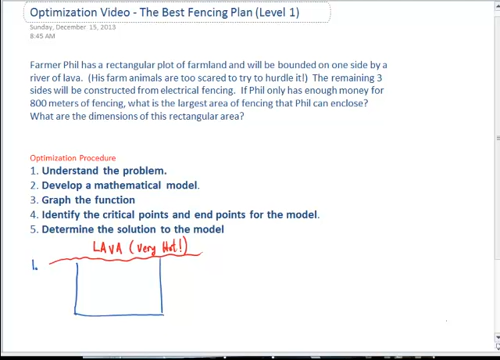 Optimization Video - The Best Fencing Plan (Level 1)
Sunday, December 15, 2013
8:45 AM
Farmer Phil has a rectangular plot of farmland and will be bounded on one side by a
river of lava. (His farm animals are too scared to try to hurdle it!) The remaining 3
sides will be constructed from electrical fencing. If Phil only has enough money for
800 meters of fencing, what is the largest area of fencing that Phil can enclose?
What are the dimensions of this rectangular area?
Optimization Procedure
1. Understand the problem.
2. Develop a mathematical model.
3. Graph the function
4. Identify the critical points and end points for the model.
5. Determine the solution to the model
LAVA (Very Hot!)
1.